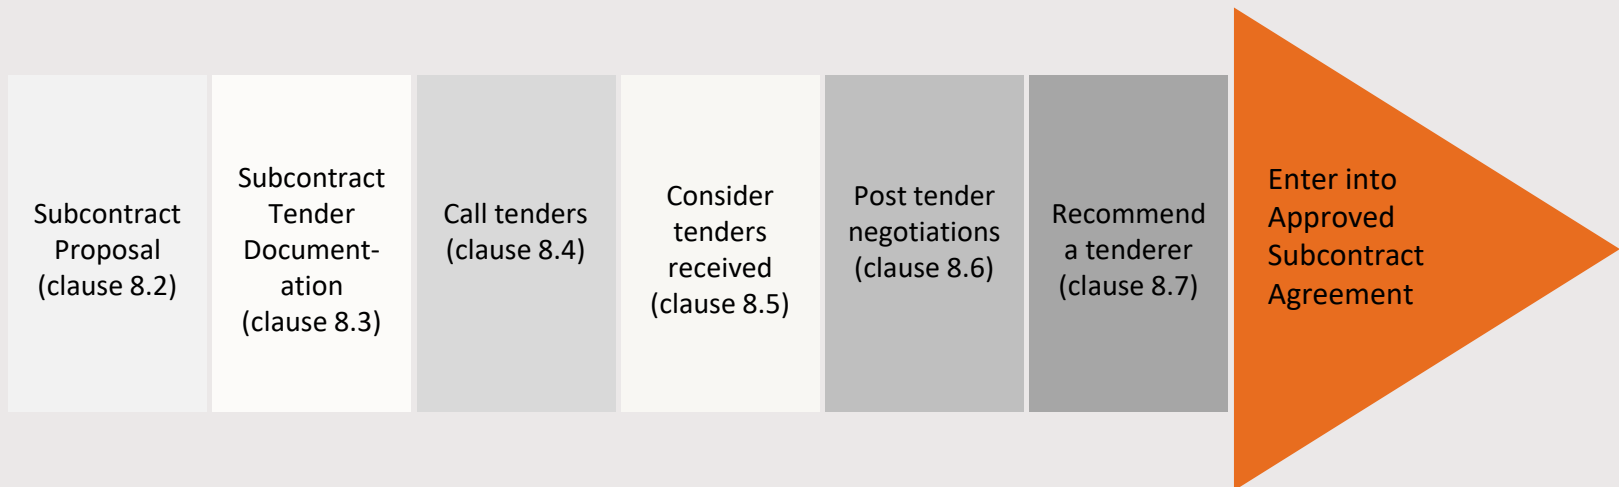 Subcontract
Proposal
(clause 8.2)
Subcontract
Tender
Document-
ation
(clause 8.3)
Call tenders
(clause 8.4)
Consider
tenders
received
(clause 8.5)
Post tender
negotiations
(clause 8.6)
Recommend
a tenderer
(clause 8.7)
Enter into
Approved
Subcontract
Agreement